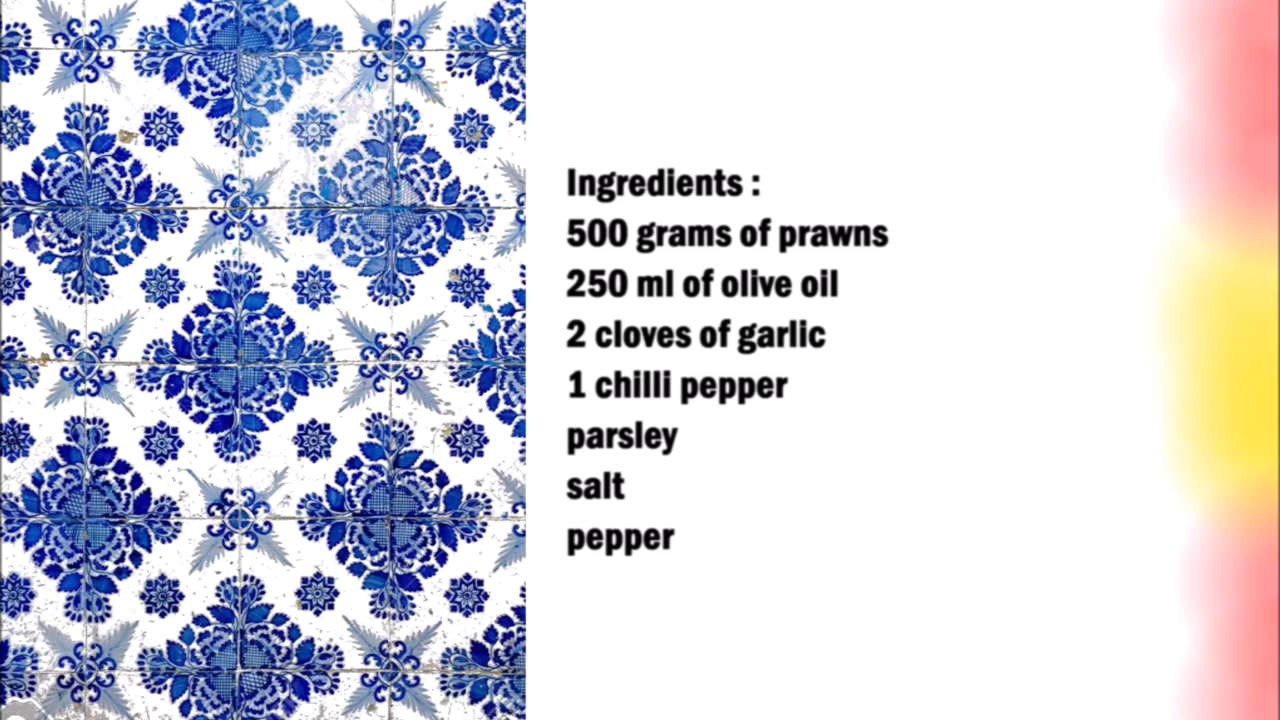 Ingredients :
500 grams of prawns
250 ml of olive oil
2 cloves of garlic
1 chilli pepper
parsley
salt
pepper